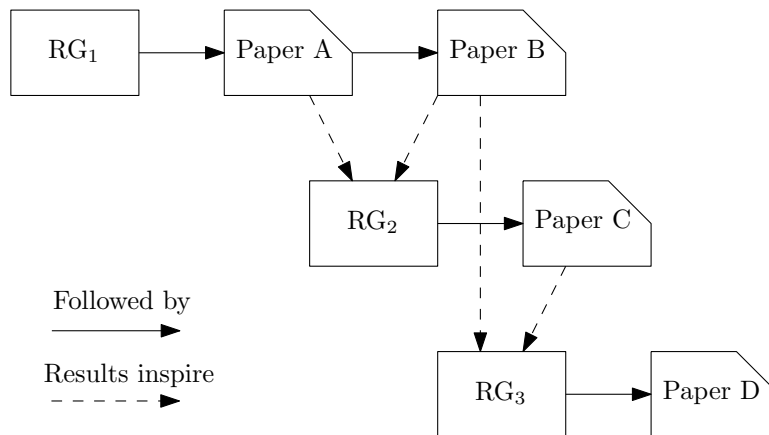 RG₁
Paper A
Paper B
RG₂
Paper C
Followed by
Results inspire
RG₃
Paper D